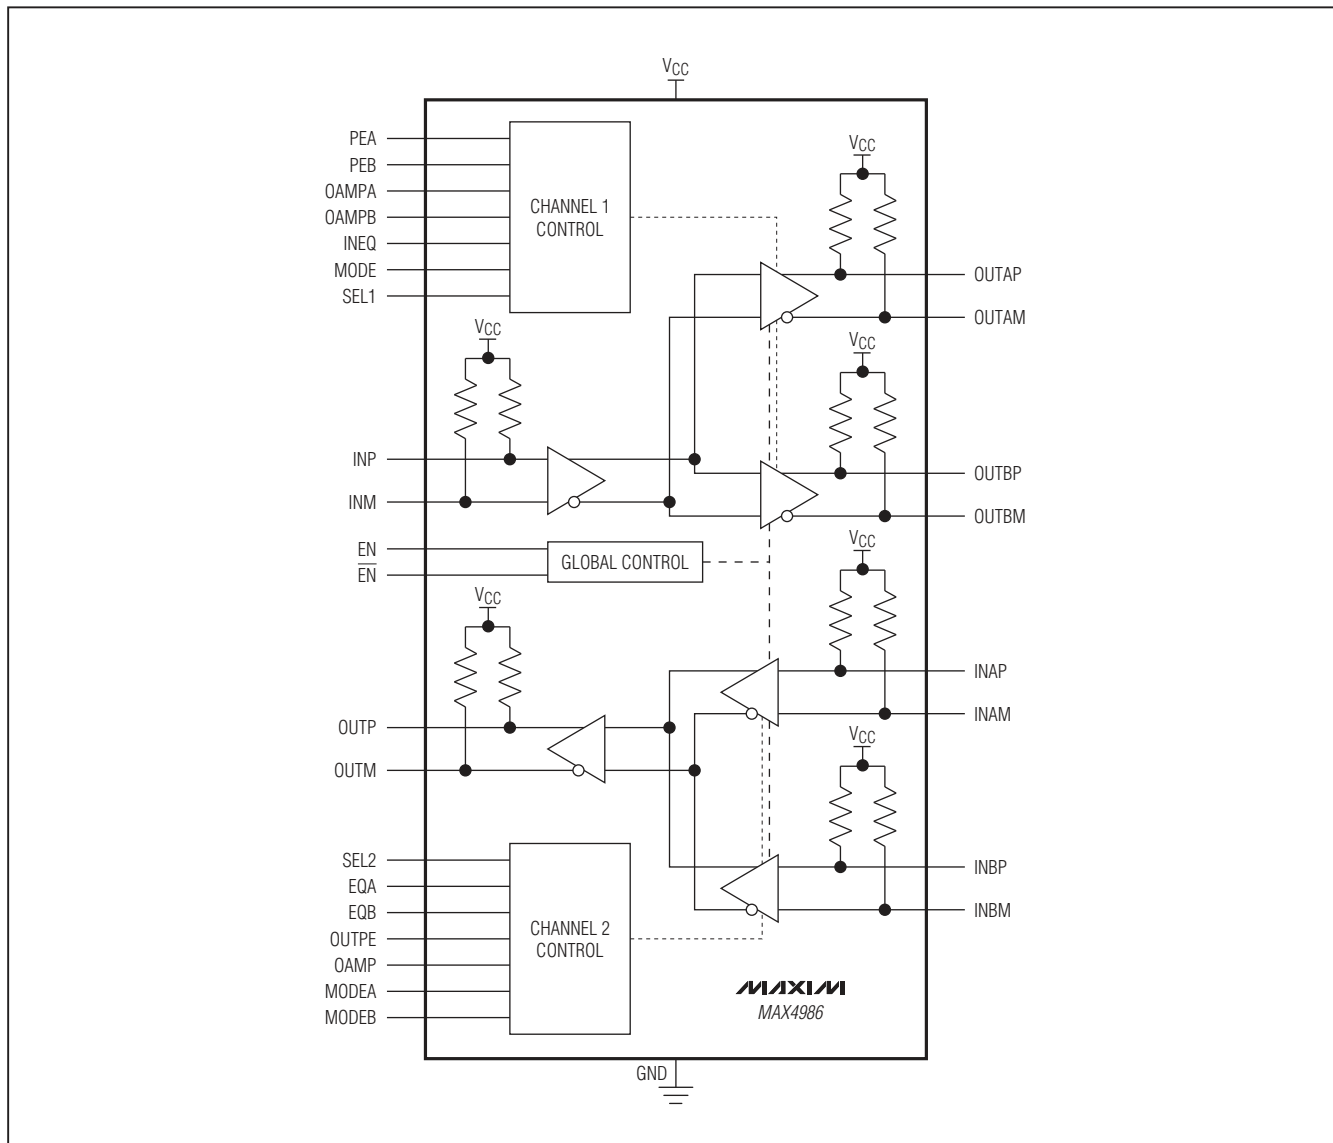 VCC
PEA
PEB
OAMPA
OAMPB
INEQ
MODE
SEL1
CHANNEL 1
CONTROL
VCC
OUTAP
OUTAM
VCC
VCC
INP
INM
OUTBP
OUTBM
EN
EN
GLOBAL CONTROL
VCC
VCC
INAP
INAM
OUTP
OUTM
VCC
INBP
INBM
SEL2
EQA
EQB
OUTPE
OAMP
MODEA
MODEB
CHANNEL 2
CONTROL
MAXIM
MAX4986
GND